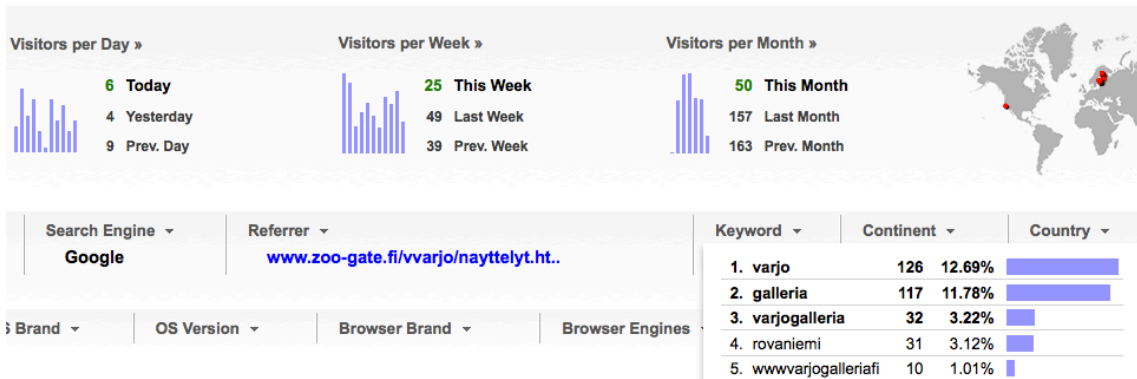 Visitors per Day »
6 Today
4 Yesterday
9 Prev. Day
Visitors per Week »
25 This Week
49 Last Week
39 Prev. Week
Visitors per Month »
50 This Month
157 Last Month
163 Prev. Month
Search Engine
Google
Referrer
www.zoo-gate.fi/vvarjo/nayttelyt.ht..
Keyword
Continent
Country
1. varjo 126 12.69%
2. galleria 117 11.78%
3. varjogalleria 32 3.22%
4. rovaniemi 31 3.12%
5. wwwvarjogalleriafi 10 1.01%
S Brand
OS Version
Browser Brand
Browser Engines